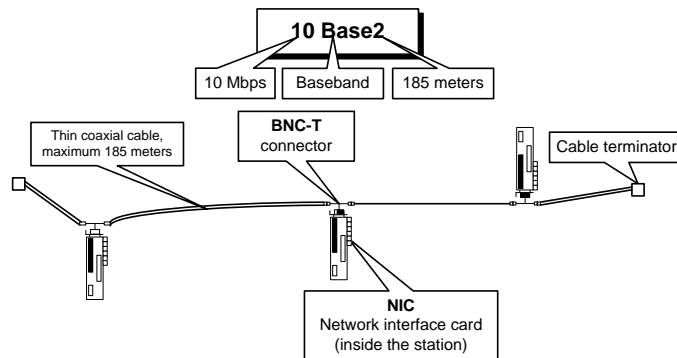 10 Base2
10 Mbps
Baseband
185 meters
Thin coaxial cable,
maximum 185 meters
BNC-T
connector
Cable terminator
NIC
Network interface card
(inside the station)